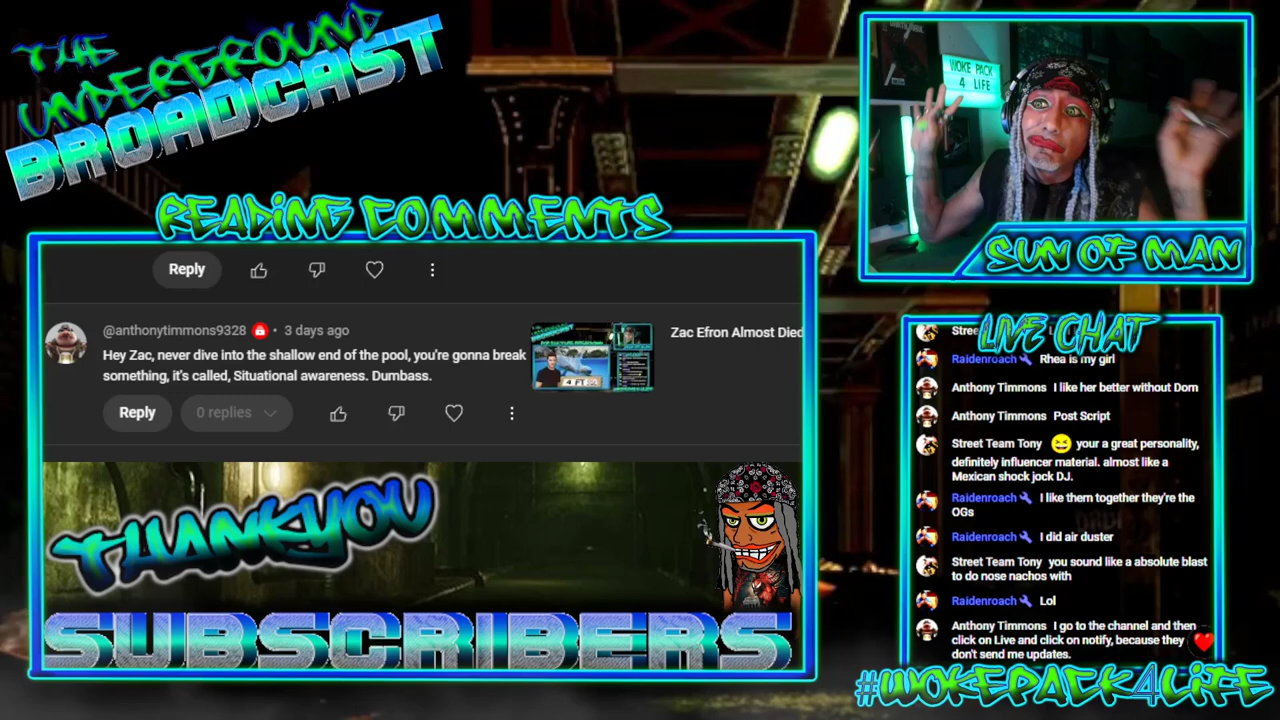 THE
UNDERGROUND
BROADCAST
WOKE PACK
4 LIFE
SUN OF MAN
READING COMMENTS
Reply
@anthonytimmons9328 • 3 days ago
Hey Zac, never dive into the shallow end of the pool, you're gonna break
something, it's called, Situational awareness. Dumbass.
Zac Efron Almost Died
4 FT
Reply 0 replies
THANKYOU
SUBSCRIBERS
LIVE CHAT
Stree
Raidenroach Rhea is my girl
Anthony Timmons I like her better without Dom
Anthony Timmons Post Script
Street Team Tony 😆 your a great personality,
definitely influencer material. almost like a
Mexican shock jock DJ.
Raidenroach I like them together they're the
OGs
Raidenroach I did air duster
Street Team Tony you sound like a absolute blast
to do nose nachos with
Raidenroach Lol
Anthony Timmons I go to the channel and then
click on Live and click on notify, because they
don't send me updates.
#WOKEPACK4LIFE